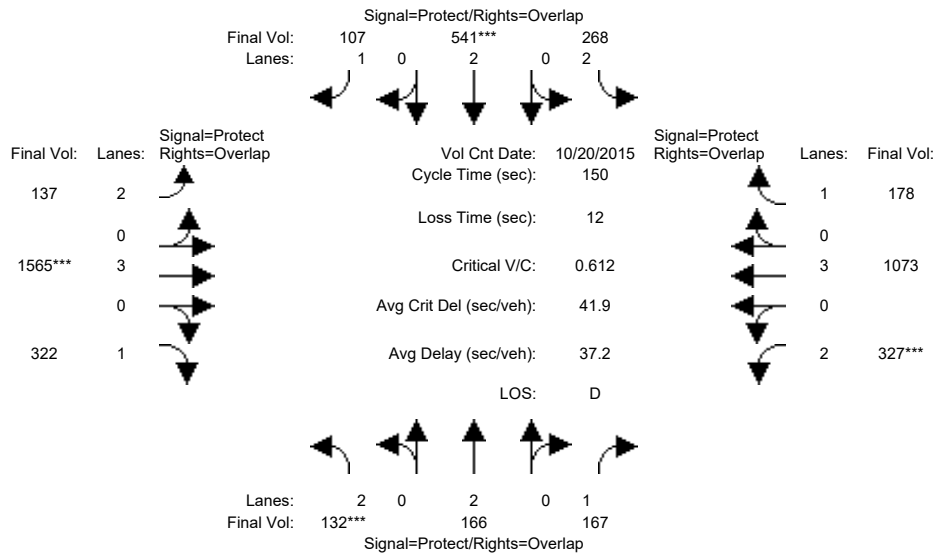 Signal=Protect/Rights=Overlap
Final Vol: 107 541*** 268
Lanes: 1 0 2 0 2
Signal=Protect
Final Vol: Lanes: Rights=Overlap
Vol Cnt Date: 10/20/2015
Signal=Protect
Rights=Overlap Lanes: Final Vol:
Cycle Time (sec): 150
137 2
1 178
Loss Time (sec): 12
0
0
1565*** 3
Critical V/C: 0.612
3 1073
0
Avg Crit Del (sec/veh): 41.9
0
322 1
Avg Delay (sec/veh): 37.2
2 327***
LOS: D
Lanes: 2 0 2 0 1
Final Vol: 132*** 166 167
Signal=Protect/Rights=Overlap